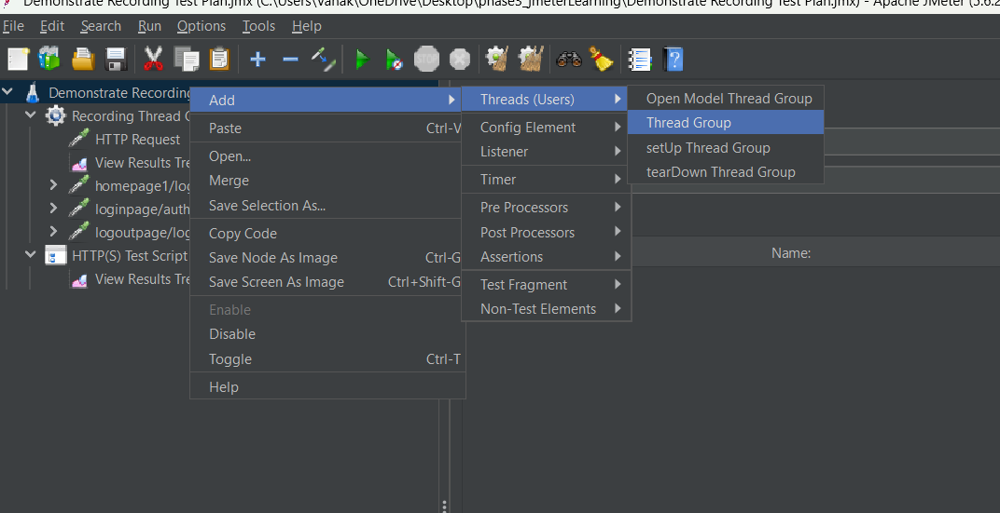 Demonstrate Recording Test Plan.jmx (C:\Users\Vanak\OneDrive\Desktop\phase3_jmeterLearning\Demonstrate Recording Test Plan.jmx) - Apache JMeter (5.6.2
File Edit Search Run Options Tools Help
STOP
Demonstrate Recording
Recording Thread G
HTTP Request
View Results Tre
homepage1/log
loginpage/auth
logoutpage/log
HTTP(S) Test Script
View Results Tre
Add
Paste Ctrl-V
Open...
Merge
Save Selection As...
Copy Code
Save Node As Image Ctrl-G
Save Screen As Image Ctrl+Shift-G
Enable
Disable
Toggle Ctrl-T
Help
Threads (Users)
Config Element
Listener
Timer
Pre Processors
Post Processors
Assertions
Test Fragment
Non-Test Elements
Open Model Thread Group
Thread Group
setUp Thread Group
tearDown Thread Group
Name: